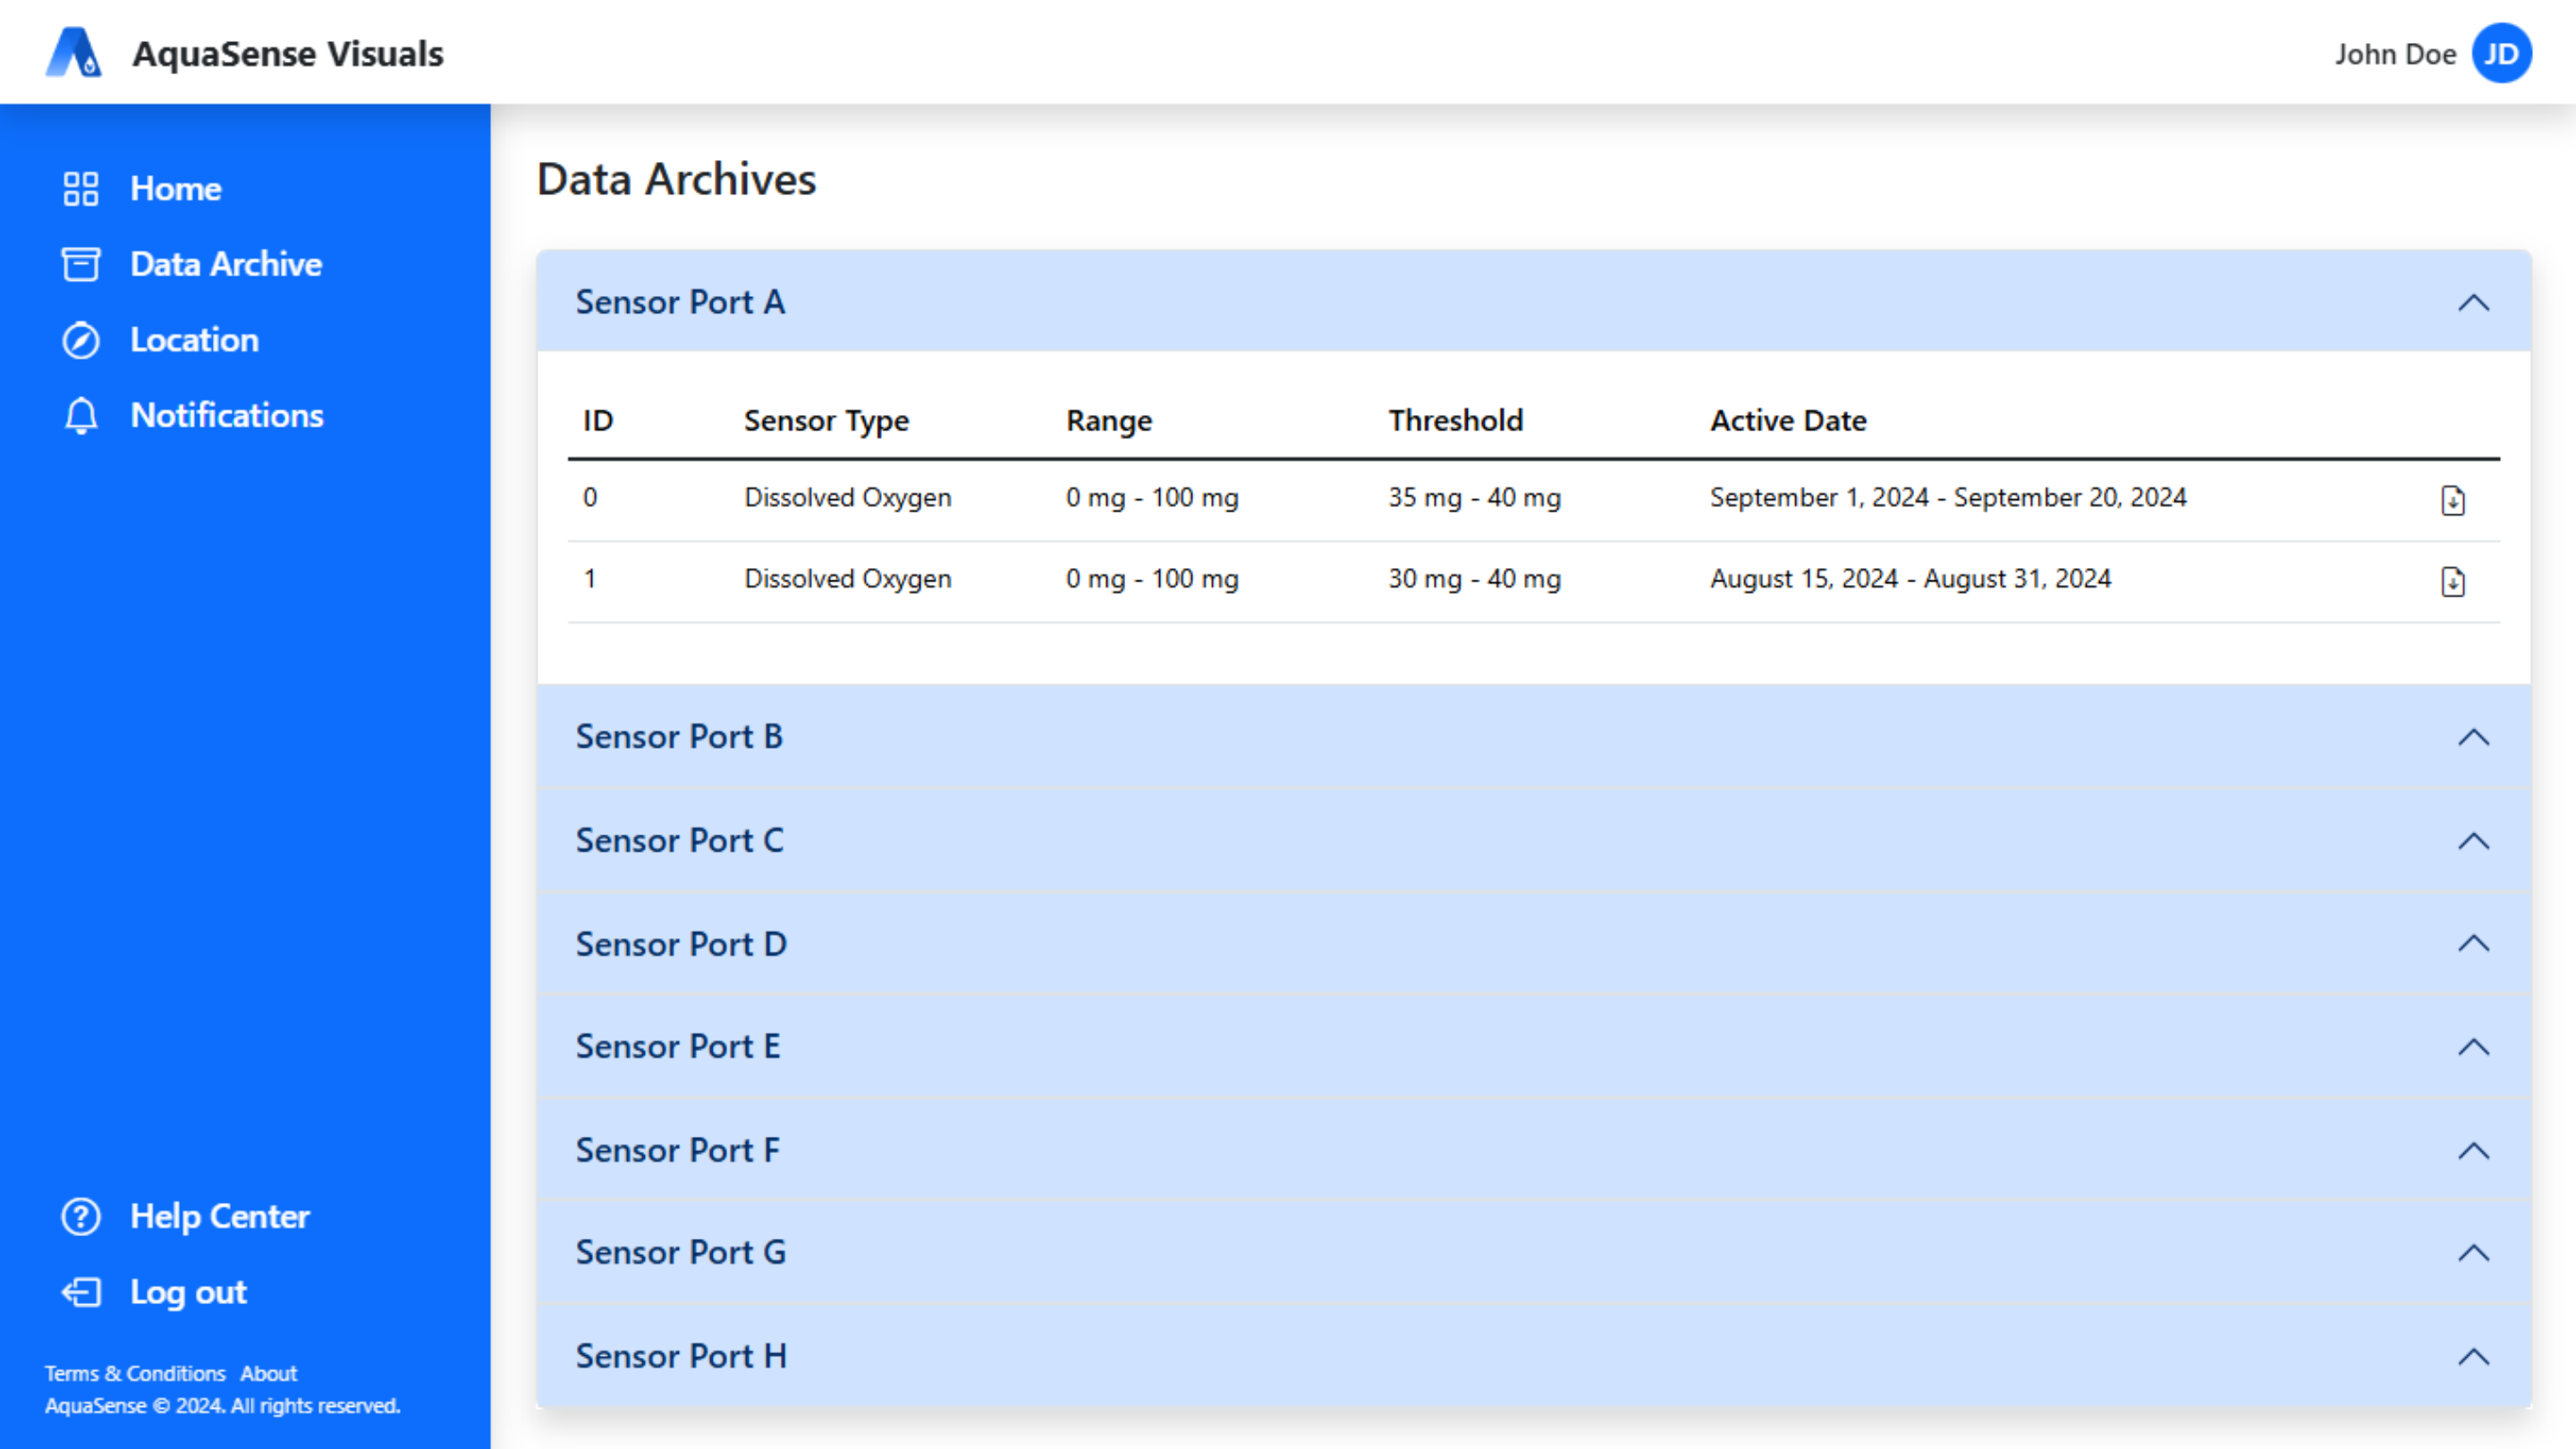 AquaSense Visuals
John Doe JD
Home
Data Archive
Location
Notifications
Help Center
Log out
Terms & Conditions About
AquaSense © 2024. All rights reserved.
Data Archives
Sensor Port A
ID Sensor Type Range Threshold Active Date
0 Dissolved Oxygen 0 mg - 100 mg 35 mg - 40 mg September 1, 2024 - September 20, 2024
1 Dissolved Oxygen 0 mg - 100 mg 30 mg - 40 mg August 15, 2024 - August 31, 2024
Sensor Port B
Sensor Port C
Sensor Port D
Sensor Port E
Sensor Port F
Sensor Port G
Sensor Port H